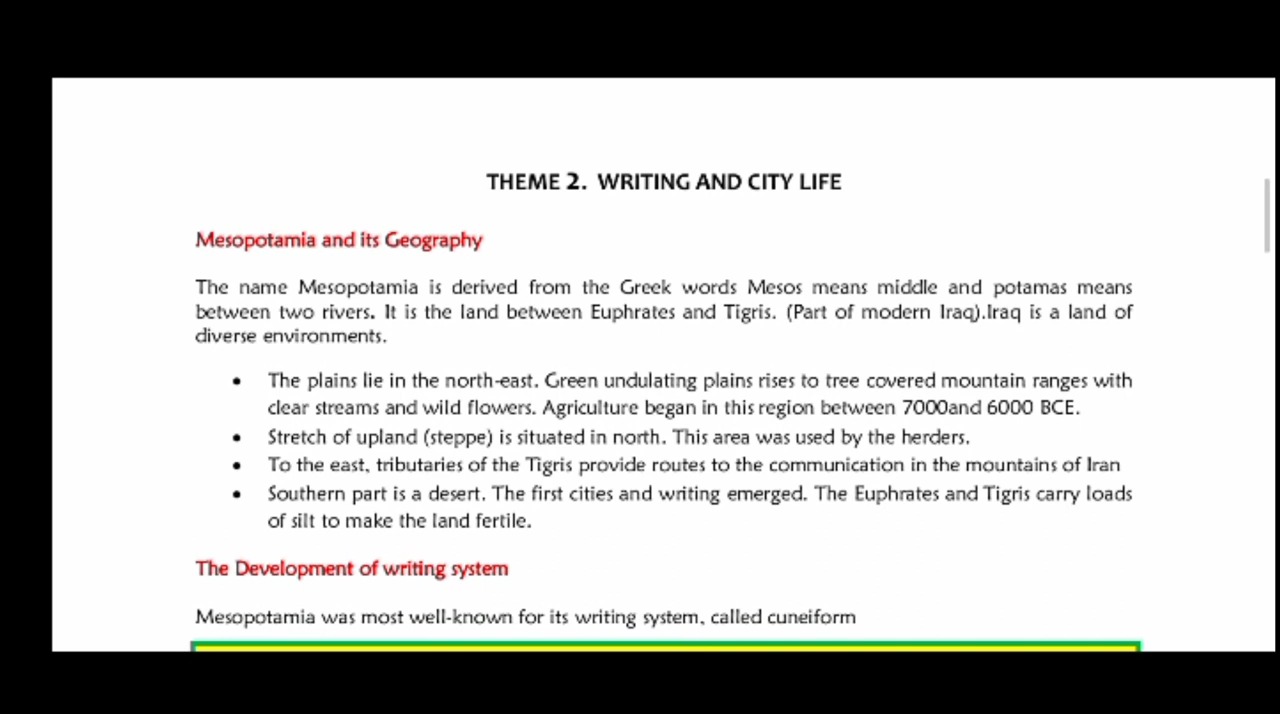 THEME 2. WRITING AND CITY LIFE
Mesopotamia and its Geography
The name Mesopotamia is derived from the Greek words Mesos means middle and potamas means
between two rivers. It is the land between Euphrates and Tigris. (Part of modern Iraq).Iraq is a land of
diverse environments.
• The plains lie in the north-east. Green undulating plains rises to tree covered mountain ranges with
clear streams and wild flowers. Agriculture began in this region between 7000and 6000 BCE.
• Stretch of upland (steppe) is situated in north. This area was used by the herders.
• To the east, tributaries of the Tigris provide routes to the communication in the mountains of Iran
• Southern part is a desert. The first cities and writing emerged. The Euphrates and Tigris carry loads
of silt to make the land fertile.
The Development of writing system
Mesopotamia was most well-known for its writing system, called cuneiform